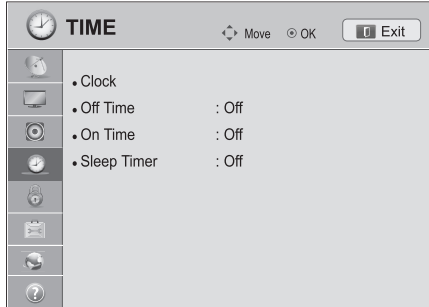 TIME
Move
OK
Exit
• Clock
• Off Time : Off
• On Time : Off
• Sleep Timer : Off
?